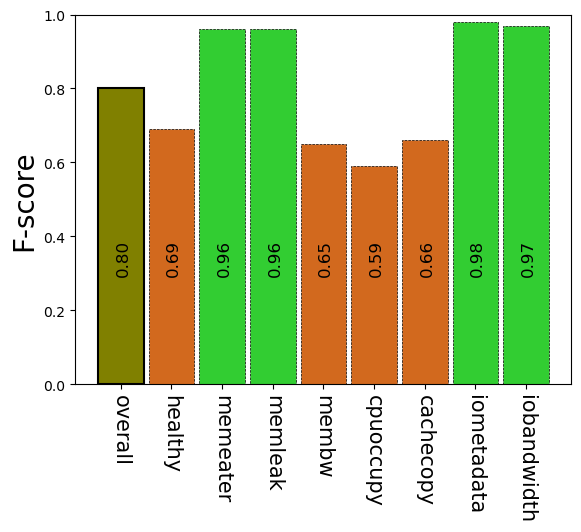 F-score
1.0
0.8
0.6
0.4
0.2
0.0
0.80
0.69
0.96
0.96
0.65
0.59
0.66
0.98
0.97
overall
healthy
memeater
memleak
membw
cpuoccupy
cachecopy
iometadata
iobandwidth